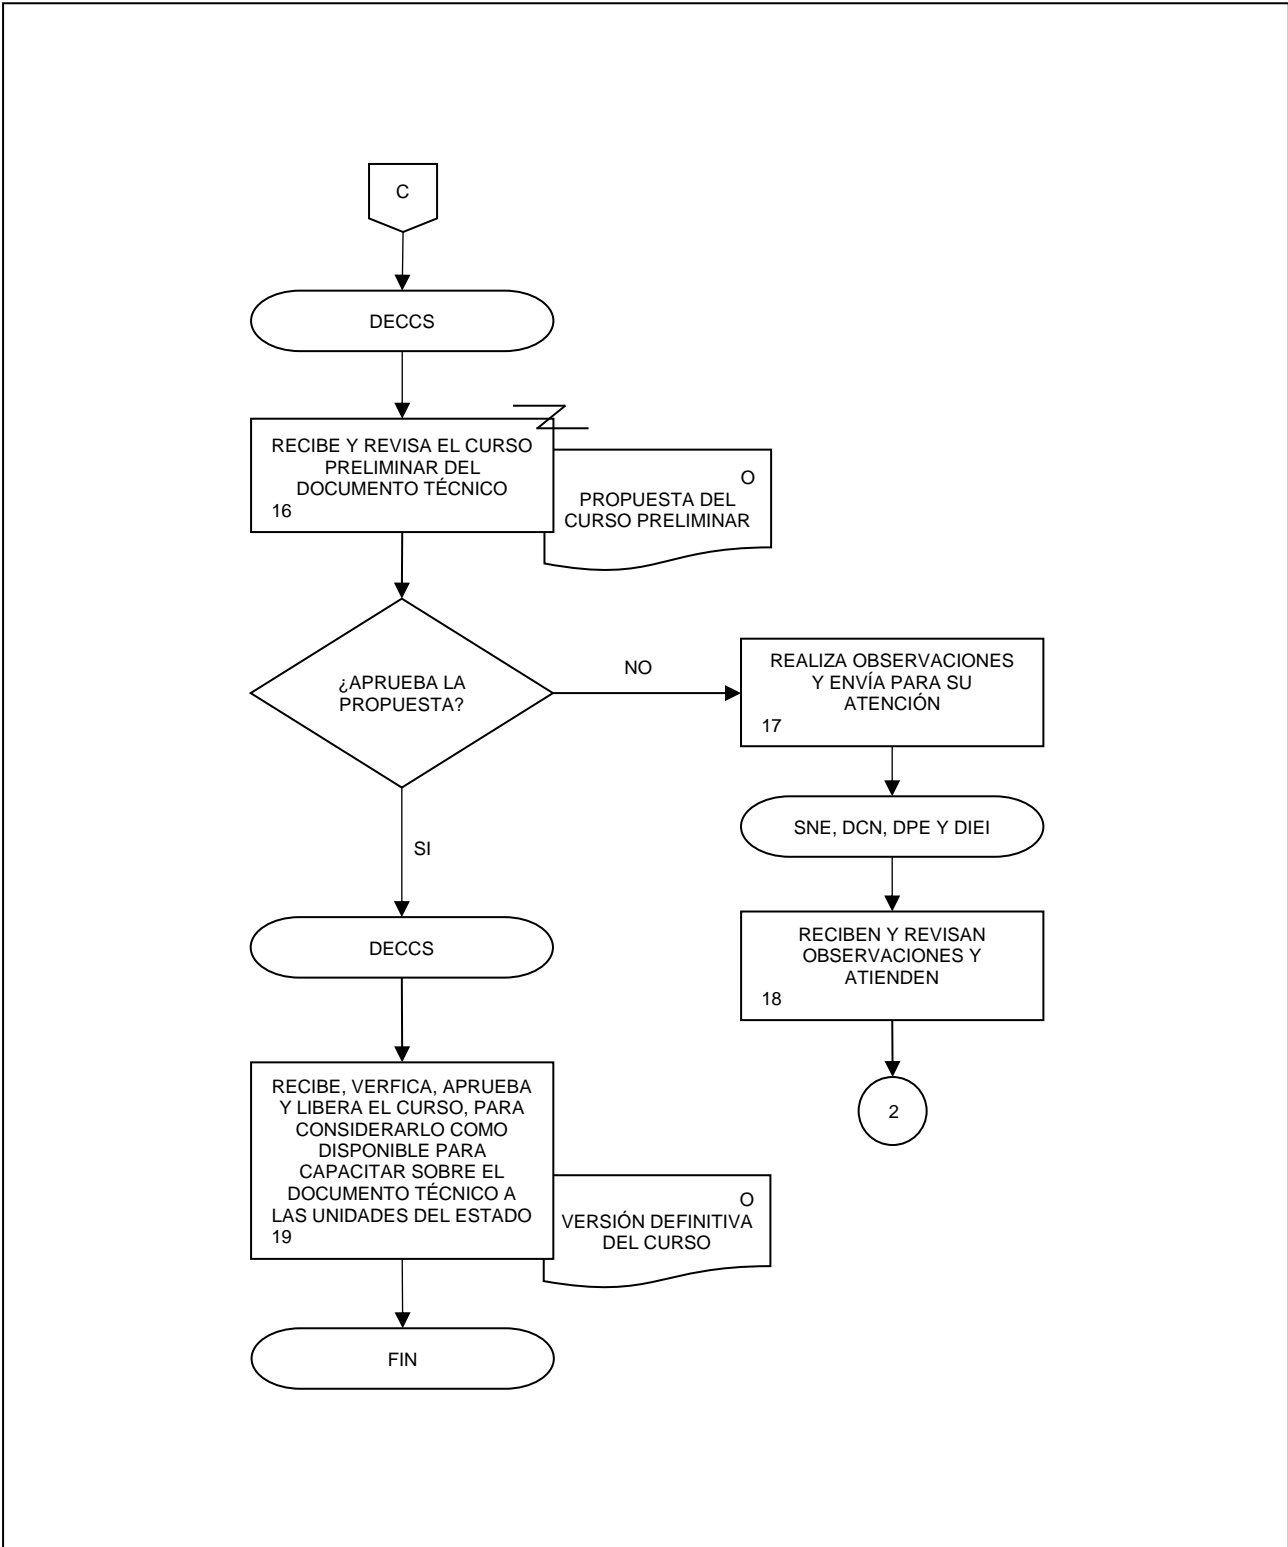 C
DECCS
RECIBE Y REVISA EL CURSO
PRELIMINAR DEL
DOCUMENTO TÉCNICO
16
O
PROPUESTA DEL
CURSO PRELIMINAR
¿APRUEBA LA
PROPUESTA?
NO
REALIZA OBSERVACIONES
Y ENVÍA PARA SU
ATENCIÓN
17
SNE, DCN, DPE Y DIEI
RECIBEN Y REVISAN
OBSERVACIONES Y
ATIENDEN
18
2
SI
DECCS
RECIBE, VERFICA, APRUEBA
Y LIBERA EL CURSO, PARA
CONSIDERARLO COMO
DISPONIBLE PARA
CAPACITAR SOBRE EL
DOCUMENTO TÉCNICO A
LAS UNIDADES DEL ESTADO
19
O
VERSIÓN DEFINITIVA
DEL CURSO
FIN